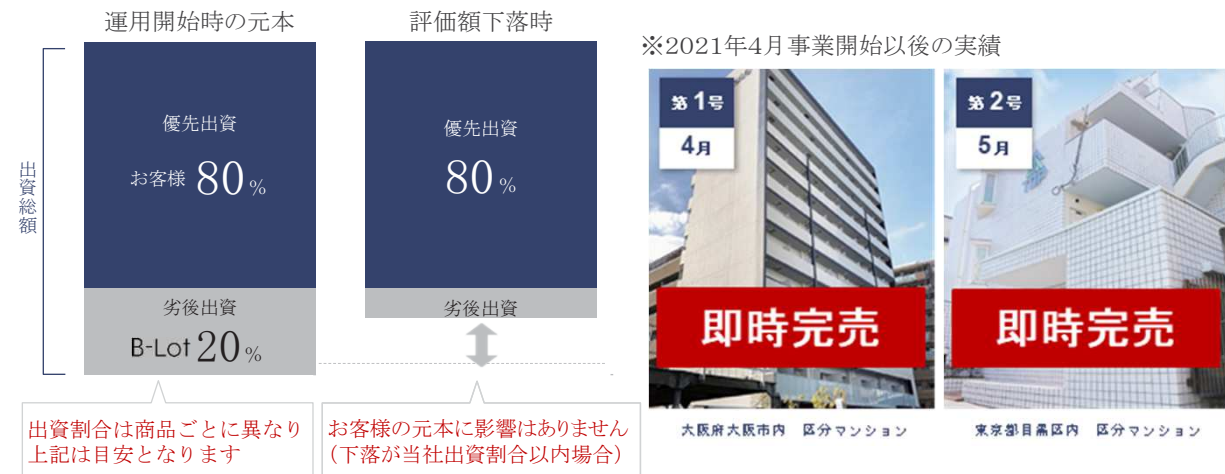 運用開始時の元本
評価額下落時
出資総額
優先出資
お客様 80 %
劣後出資
B-Lot 20 %
優先出資
80 %
劣後出資
出資割合は商品ごとに異なり
上記は目安となります
お客様の元本に影響はありません
(下落が当社出資割合以内場合)
※2021年4月事業開始以後の実績
第1号
4月
即時完売
大阪府大阪市内 区分マンション
第2号
5月
即時完売
東京都目黒区内 区分マンション